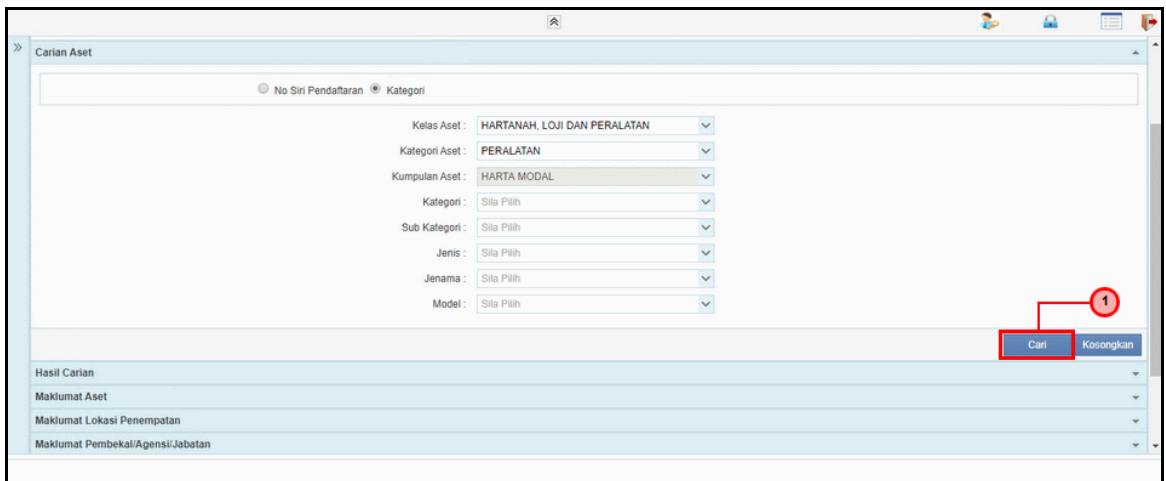 Carian Aset
No Siri Pendaftaran Kategori
Kelas Aset : HARTANAH, LOJI DAN PERALATAN
Kategori Aset : PERALATAN
Kumpulan Aset : HARTA MODAL
Kategori : Sila Pilih
Sub Kategori : Sila Pilih
Jenis : Sila Pilih
Jenama : Sila Pilih
Model : Sila Pilih
1
Cari Kosongkan
Hasil Carian
Maklumat Aset
Maklumat Lokasi Penempatan
Maklumat Pembekal/Agensi/Jabatan